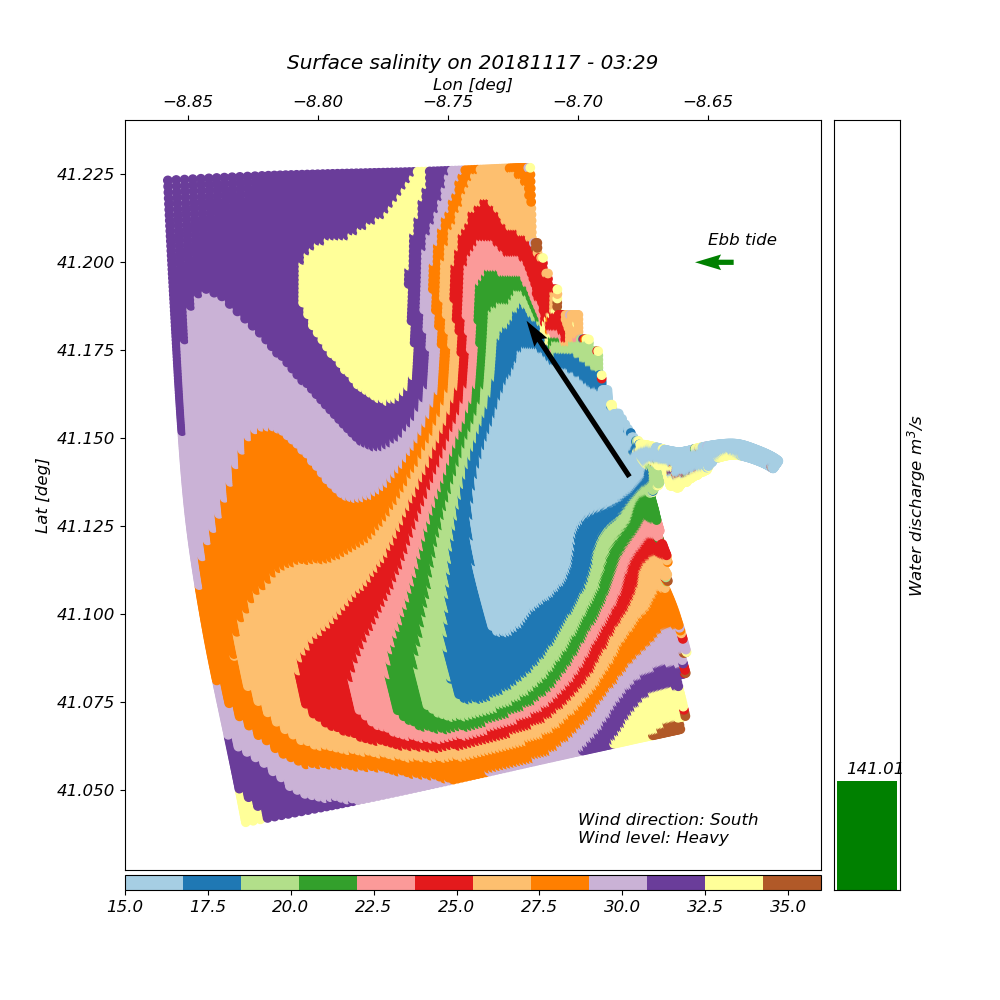 Surface salinity on 20181117 - 03:29
Lon [deg]
−8.85 −8.80 −8.75 −8.70 −8.65
41.225
41.200
41.175
41.150
41.125
41.100
41.075
41.050
Lat [deg]
Ebb tide
Water discharge m³/s
141.01
Wind direction: South
Wind level: Heavy
15.0 17.5 20.0 22.5 25.0 27.5 30.0 32.5 35.0